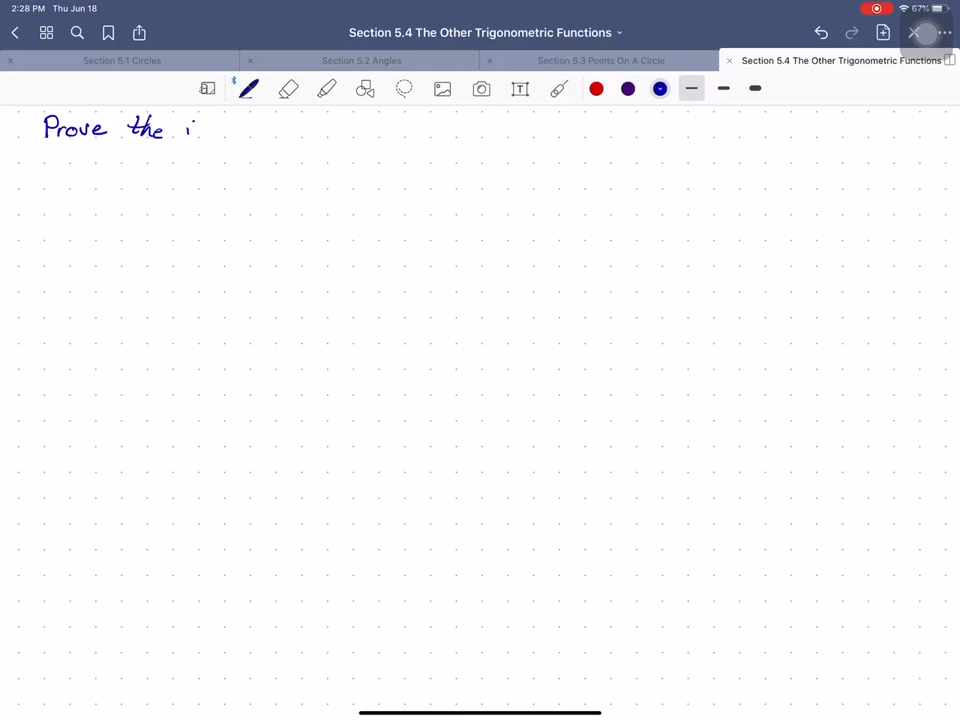 2:28 PM Thu Jun 18 67%
Section 5.4 The Other Trigonometric Functions
Section 5.1 Circles Section 5.2 Angles Section 5.3 Points On A Circle Section 5.4 The Other Trigonometric Functions
Prove the i